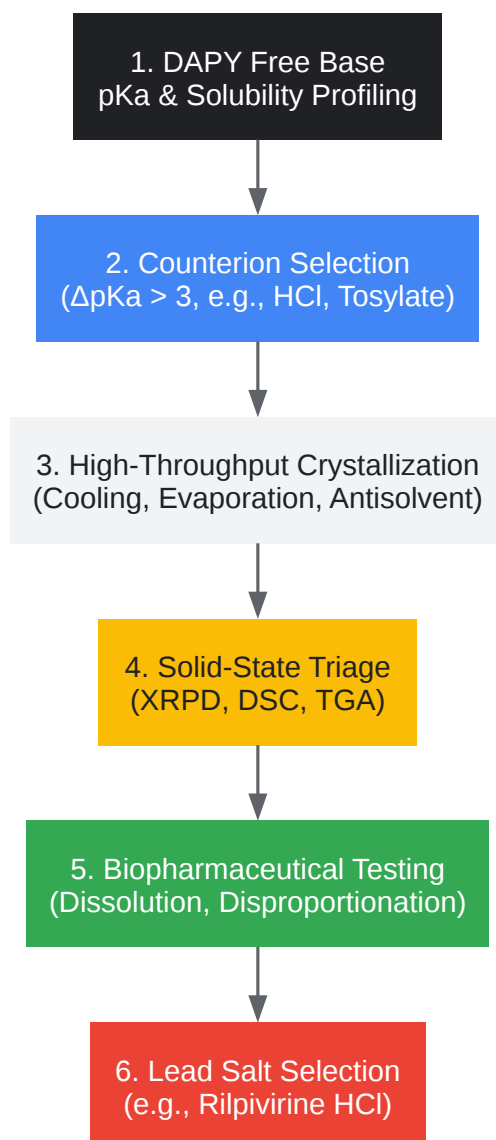 1. DAPY Free Base
pKa & Solubility Profiling
2. Counterion Selection
(ΔpKa > 3, e.g., HCl, Tosylate)
3. High-Throughput Crystallization
(Cooling, Evaporation, Antisolvent)
4. Solid-State Triage
(XRPD, DSC, TGA)
5. Biopharmaceutical Testing
(Dissolution, Disproportionation)
6. Lead Salt Selection
(e.g., Rilpivirine HCl)